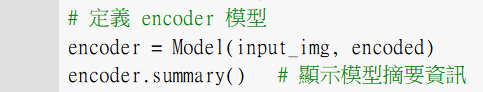 # 定義 encoder 模型
encoder = Model(input_img, encoded)
encoder.summary()   # 顯示模型摘要資訊